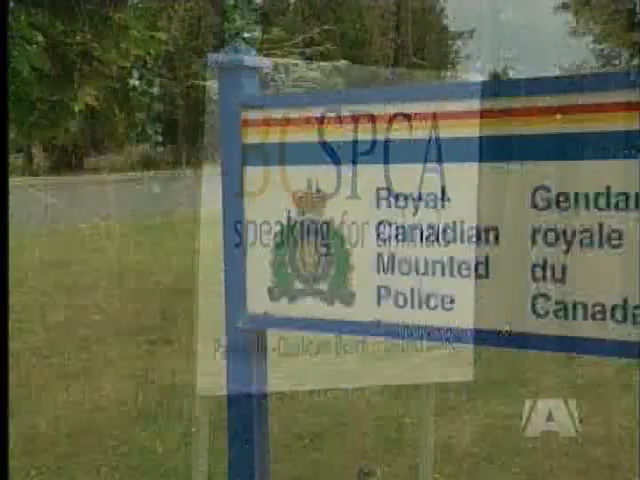 BCSPCA
speaking for animals
Royal
Canadian
Mounted
Police
Gendar
royale
du
Canada
A